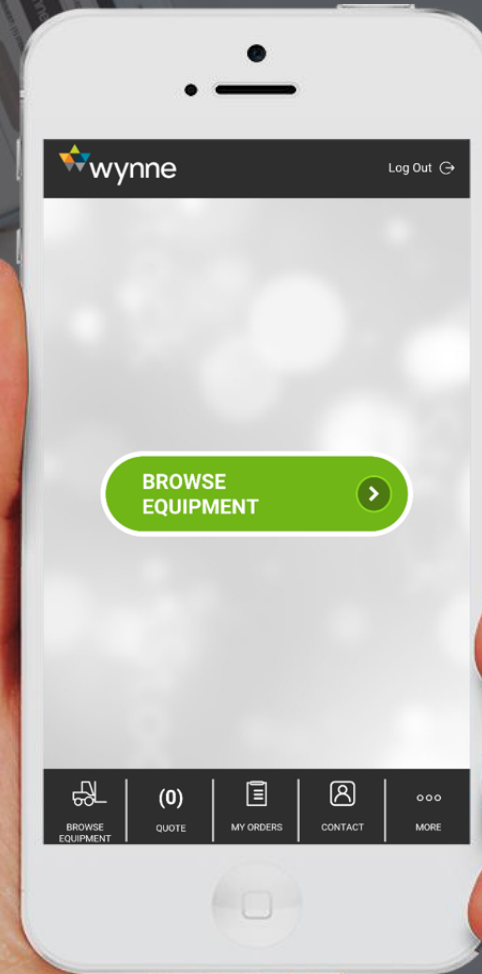 wynne
Log Out
BROWSE
EQUIPMENT
BROWSE
EQUIPMENT
(0)
QUOTE
MY ORDERS
CONTACT
MORE